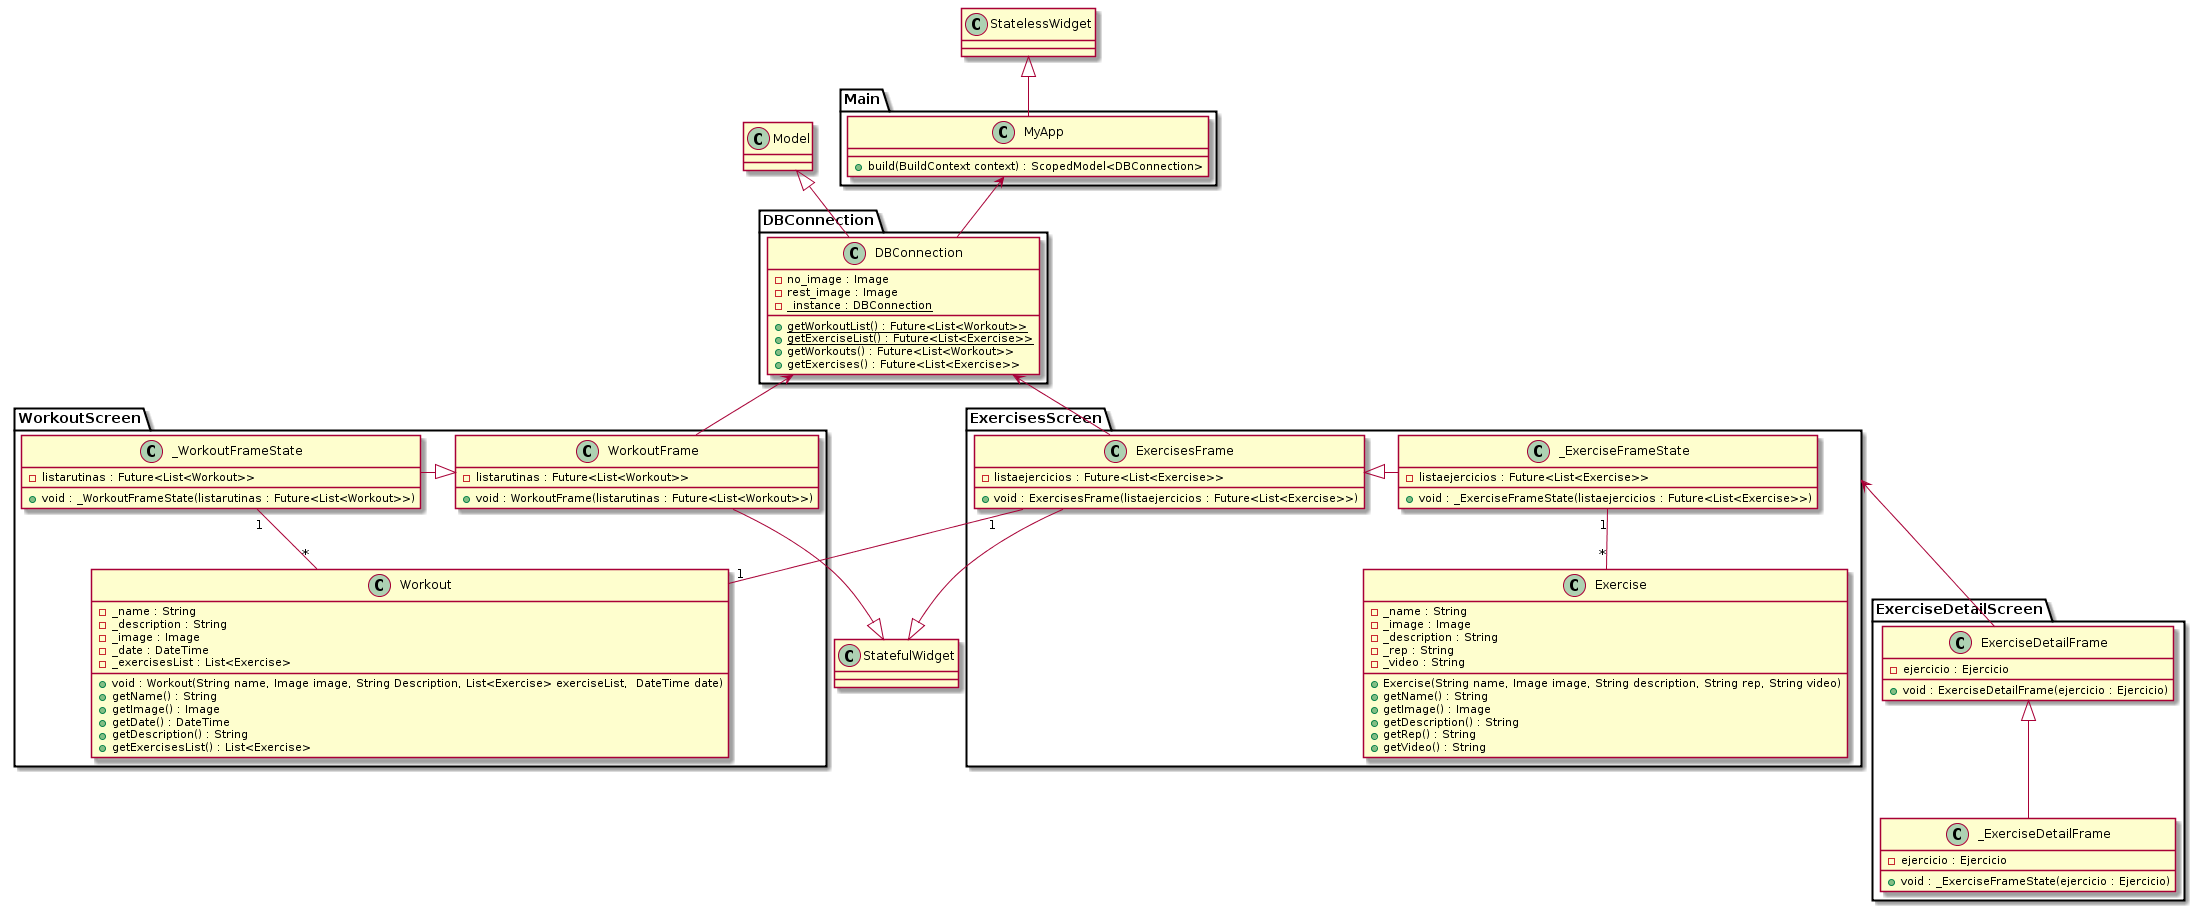 StatelessWidget
Main
MyApp
build(BuildContext context) : ScopedModel<DBConnection>
Model
DBConnection
DBConnection
no_image : Image
rest_image : Image
_instance : DBConnection
getWorkoutList() : Future<List<Workout>>
getExerciseList() : Future<List<Exercise>>
getWorkouts() : Future<List<Workout>>
getExercises() : Future<List<Exercise>>
WorkoutScreen
_WorkoutFrameState
listarutinas : Future<List<Workout>>
void : _WorkoutFrameState(listarutinas : Future<List<Workout>>)
WorkoutFrame
listarutinas : Future<List<Workout>>
void : WorkoutFrame(listarutinas : Future<List<Workout>>)
1
*
Workout
_name : String
_description : String
_image : Image
_date : DateTime
_exercisesList : List<Exercise>
void : Workout(String name, Image image, String Description, List<Exercise> exerciseList,  DateTime date)
getName() : String
getImage() : Image
getDate() : DateTime
getDescription() : String
getExercisesList() : List<Exercise>
ExercisesScreen
ExercisesFrame
listaejercicios : Future<List<Exercise>>
void : ExercisesFrame(listaejercicios : Future<List<Exercise>>)
_ExerciseFrameState
listaejercicios : Future<List<Exercise>>
void : _ExerciseFrameState(listaejercicios : Future<List<Exercise>>)
1
1
1
*
StatefulWidget
Exercise
_name : String
_image : Image
_description : String
_rep : String
_video : String
Exercise(String name, Image image, String description, String rep, String video)
getName() : String
getImage() : Image
getDescription() : String
getRep() : String
getVideo() : String
ExerciseDetailScreen
ExerciseDetailFrame
ejercicio : Ejercicio
void : ExerciseDetailFrame(ejercicio : Ejercicio)
_ExerciseDetailFrame
ejercicio : Ejercicio
void : _ExerciseFrameState(ejercicio : Ejercicio)